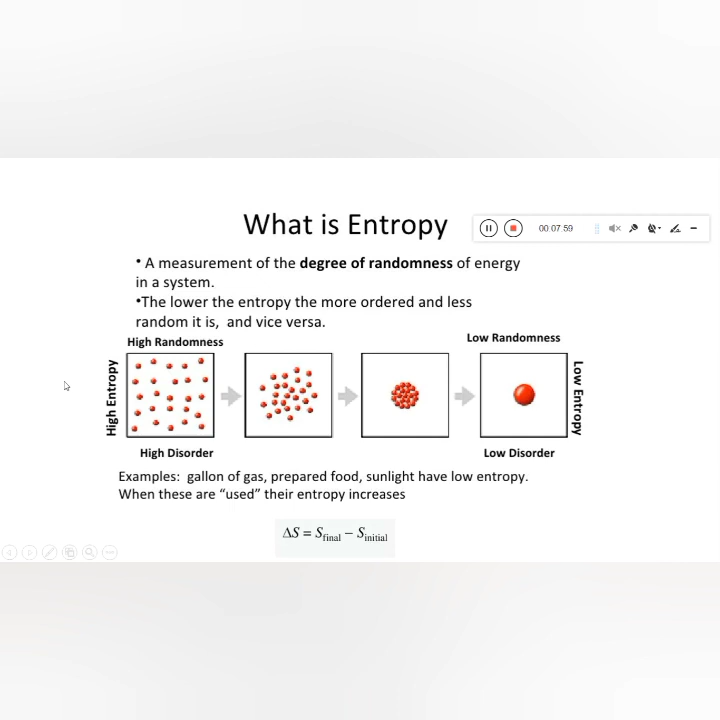 What is Entropy
00:07:59
• A measurement of the degree of randomness of energy
in a system.
•The lower the entropy the more ordered and less
random it is, and vice versa.
High Randomness
Low Randomness
High Entropy
Low Entropy
High Disorder
Low Disorder
Examples: gallon of gas, prepared food, sunlight have low entropy.
When these are “used” their entropy increases
ΔS = Sfinal − Sinitial